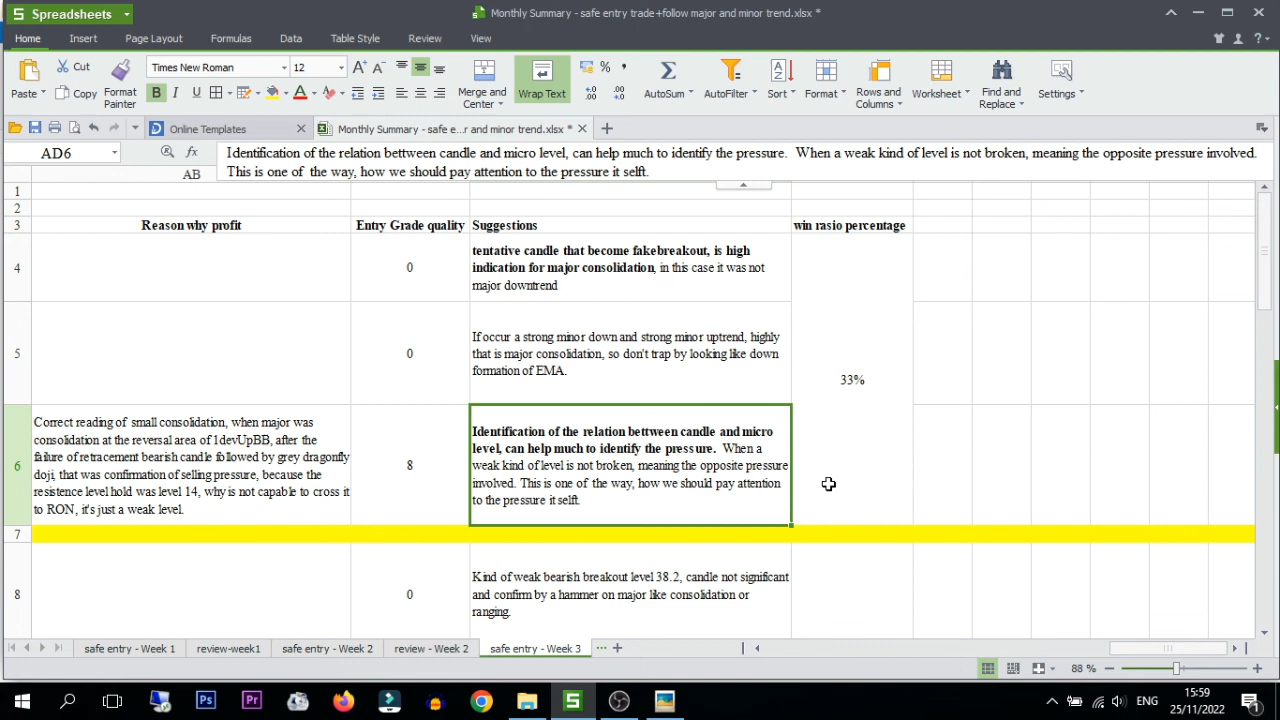 Spreadsheets
Monthly Summary - safe entry trade+follow major and minor trend.xlsx *
Home Insert Page Layout Formulas Data Table Style Review View
Paste Cut Copy Format Painter Times New Roman 12 B I U Merge and Center Wrap Text % AutoSum AutoFilter Sort Format Rows and Columns Worksheet Find and Replace Settings
Online Templates Monthly Summary - safe e...r and minor trend.xlsx *
AD6 fx Identification of the relation bettween candle and micro level, can help much to identify the pressure. When a weak kind of level is not broken, meaning the opposite pressure involved.
This is one of the way, how we should pay attention to the pressure it selft.
AB
1
2
3 Reason why profit Entry Grade quality Suggestions win rasio percentage
4 0 tentative candle that become fakebreakout, is high
indication for major consolidation, in this case it was not
major downtrend
5 0 If occur a strong minor down and strong minor uptrend, highly
that is major consolidation, so don't trap by looking like down
formation of EMA.
33%
6 Correct reading of small consolidation, when major was
consolidation at the reversal area of 1devUpBB, after the
failure of retracement bearish candle followed by grey dragonfly
doji, that was confirmation of selling pressure, because the
resistence level hold was level 14, why is not capable to cross it
to RON, it's just a weak level.
8
Identification of the relation bettween candle and micro
level, can help much to identify the pressure. When a
weak kind of level is not broken, meaning the opposite pressure
involved. This is one of the way, how we should pay attention
to the pressure it selft.
7
8 0 Kind of weak bearish breakout level 38.2, candle not significant
and confirm by a hammer on major like consolidation or
ranging.
safe entry - Week 1 review-week1 safe entry - Week 2 review - Week 2 safe entry - Week 3 ...
88 %
Ps Pr S ENG 15:59
25/11/2022 1